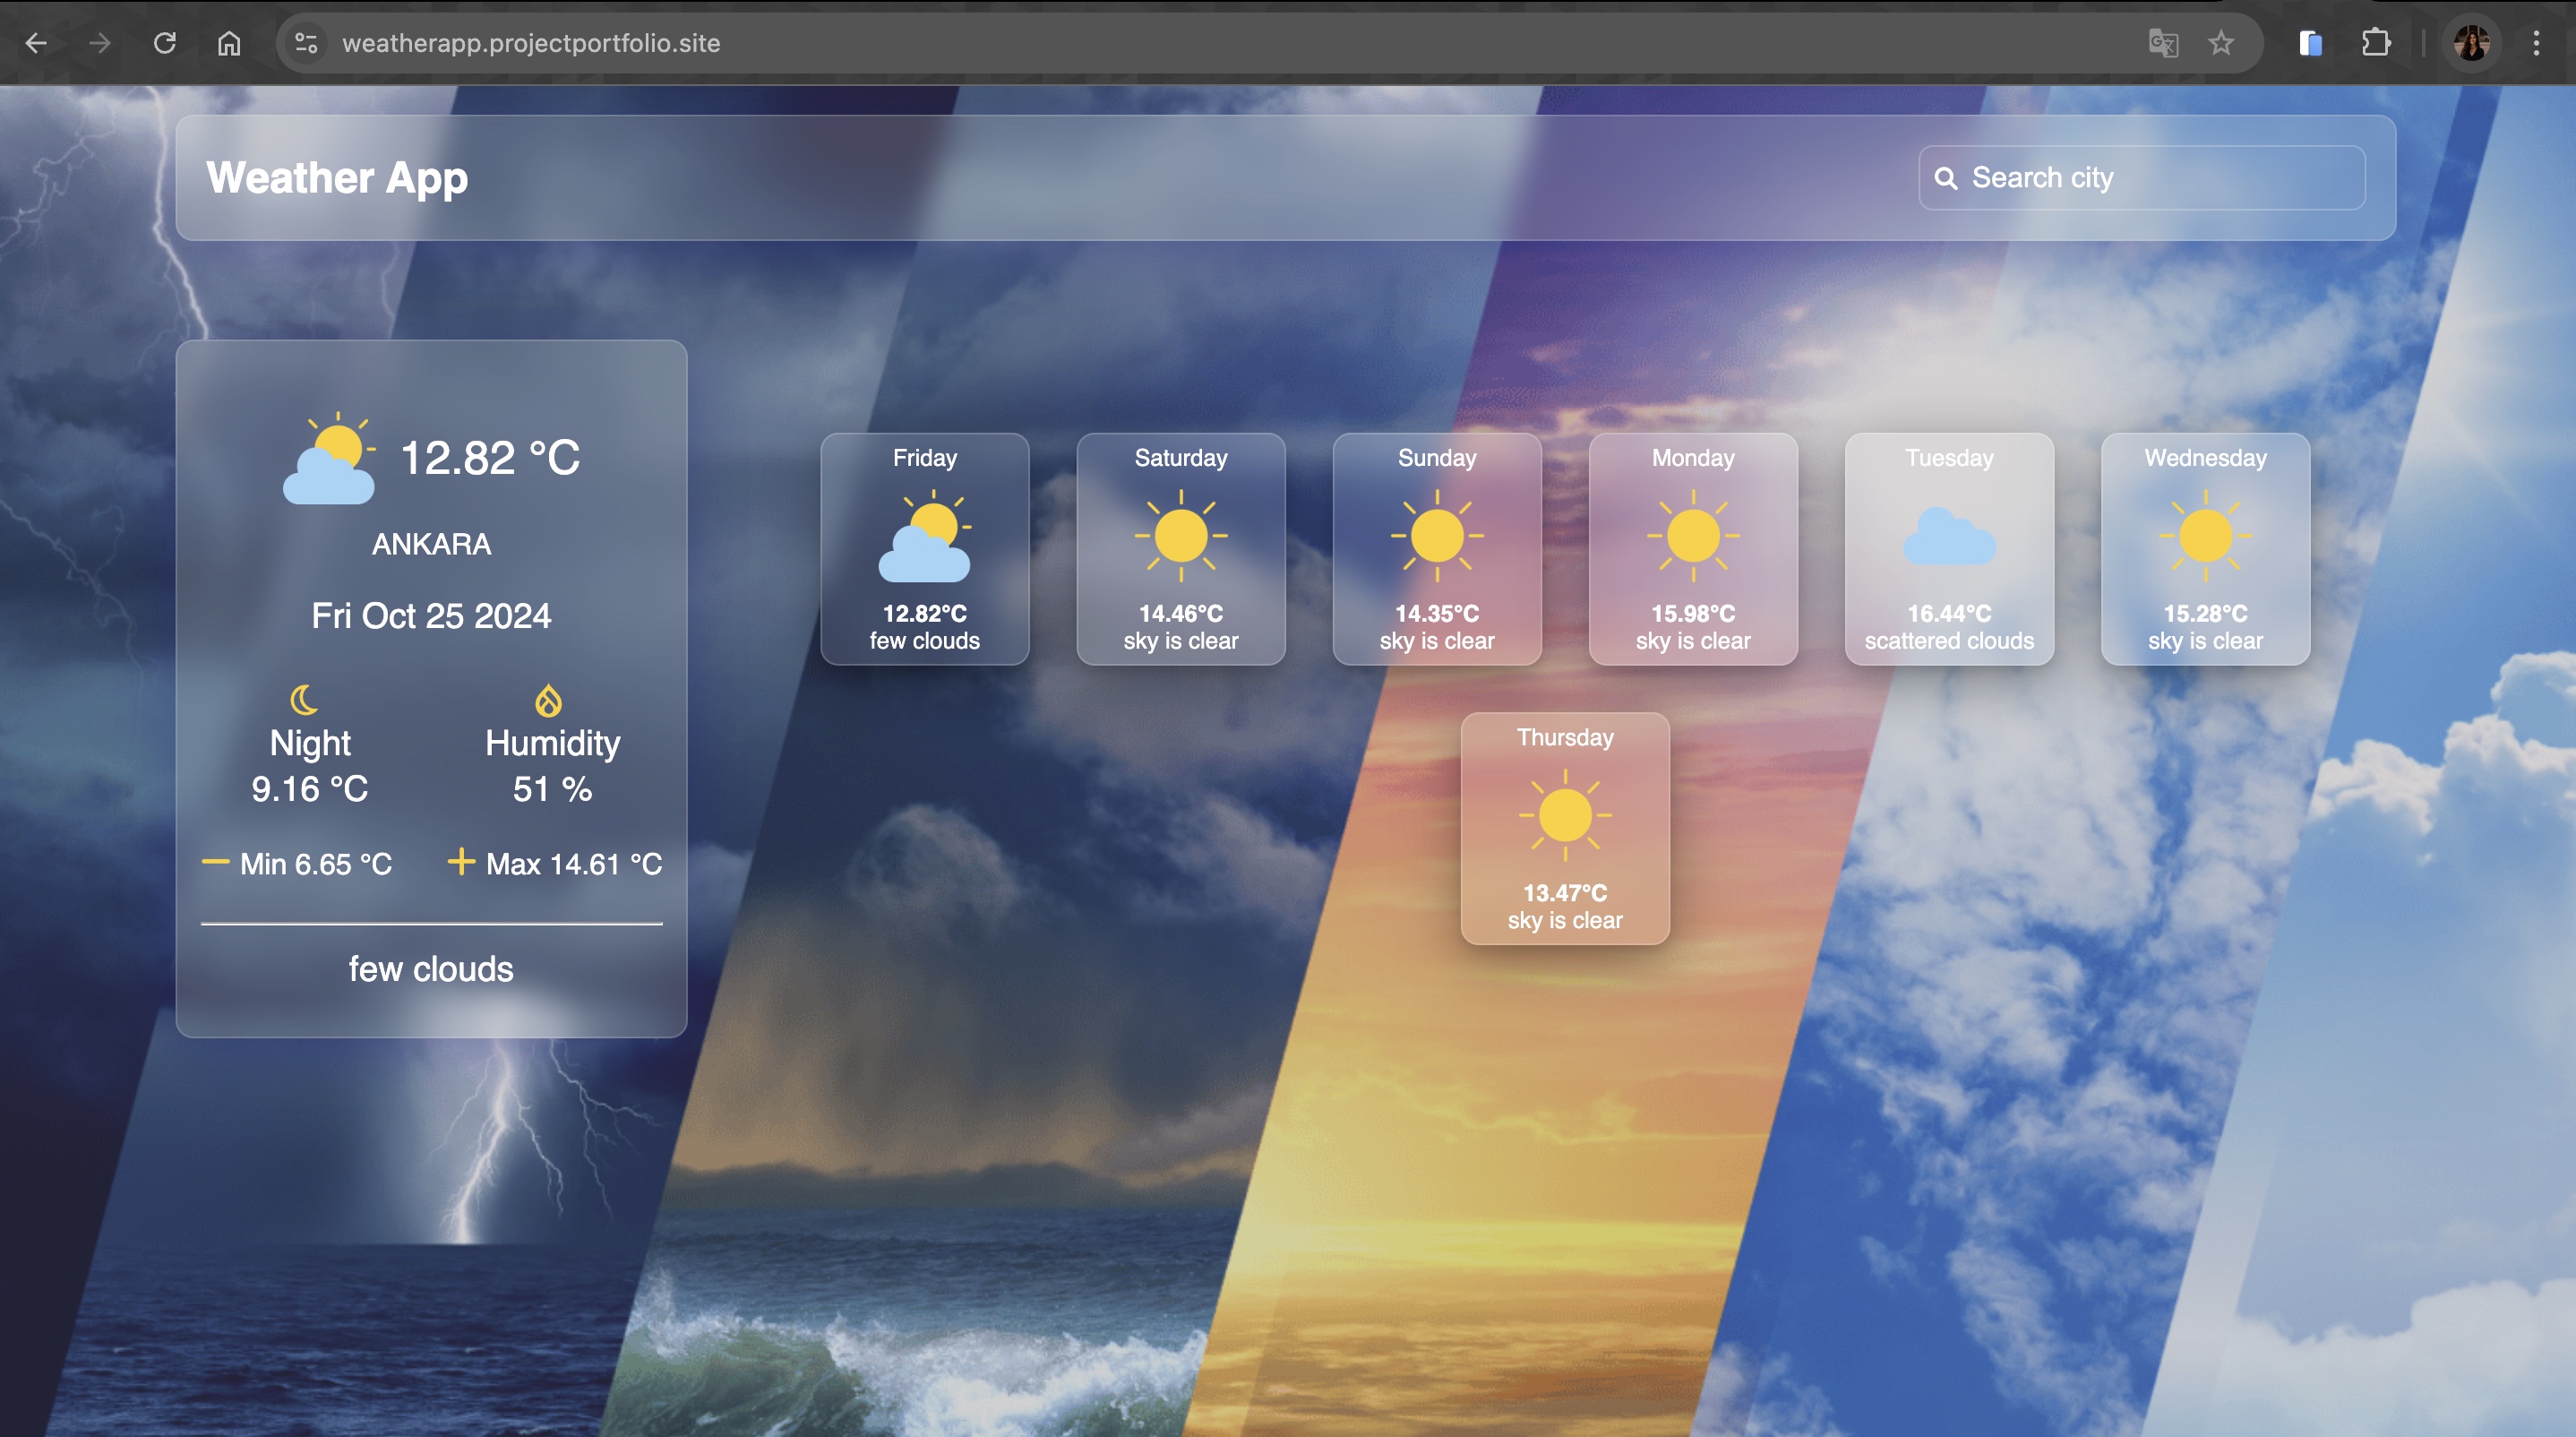 weatherapp.projectportfolio.site
Weather App
Search city
12.82 °C
ANKARA
Fri Oct 25 2024
Night
9.16 °C
Humidity
51 %
Min 6.65 °C
Max 14.61 °C
few clouds
Friday
12.82°C
few clouds
Saturday
14.46°C
sky is clear
Sunday
14.35°C
sky is clear
Monday
15.98°C
sky is clear
Tuesday
16.44°C
scattered clouds
Wednesday
15.28°C
sky is clear
Thursday
13.47°C
sky is clear